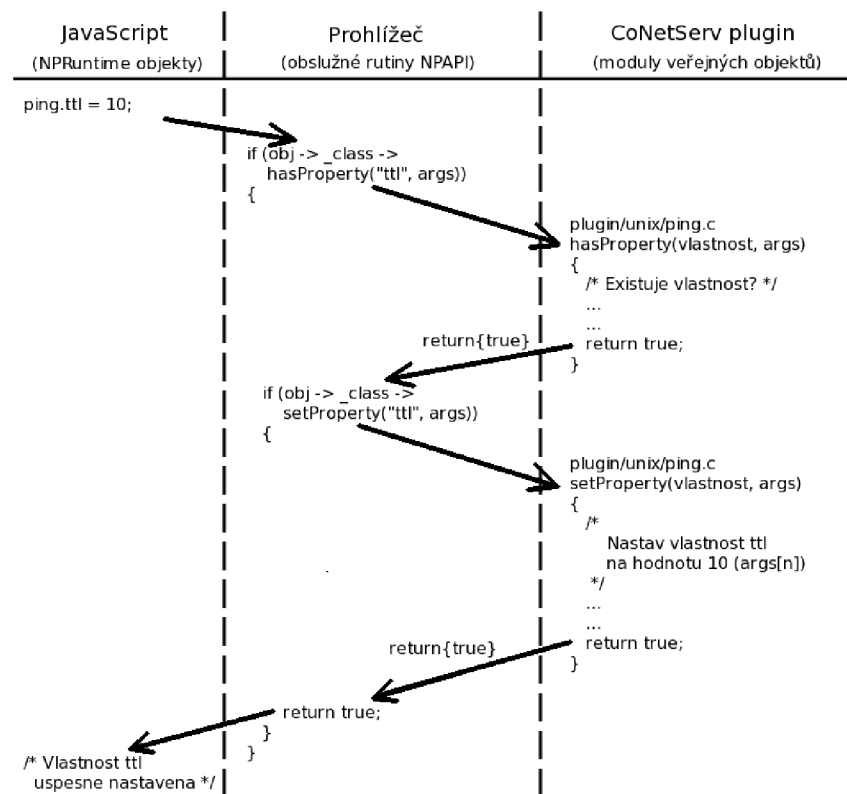 JavaScript
(NPRuntime objekty)
Prohlížeč
(obslužné rutiny NPAPI)
CoNetServ plugin
(moduly veřejných objektů)
ping.ttl = 10;
if (obj -> _class ->
hasProperty("ttl", args))
{
plugin/unix/ping.c
hasProperty(vlastnost, args)
{
/* Existuje vlastnost? */
...
...
return true;
}
return{true}
if (obj -> _class ->
setProperty("ttl", args))
{
plugin/unix/ping.c
setProperty(vlastnost, args)
{
/*
Nastav vlastnost ttl
na hodnotu 10 (args[n])
*/
...
...
return true;
}
return{true}
return true;
}
}
/* Vlastnost ttl
uspesne nastavena */